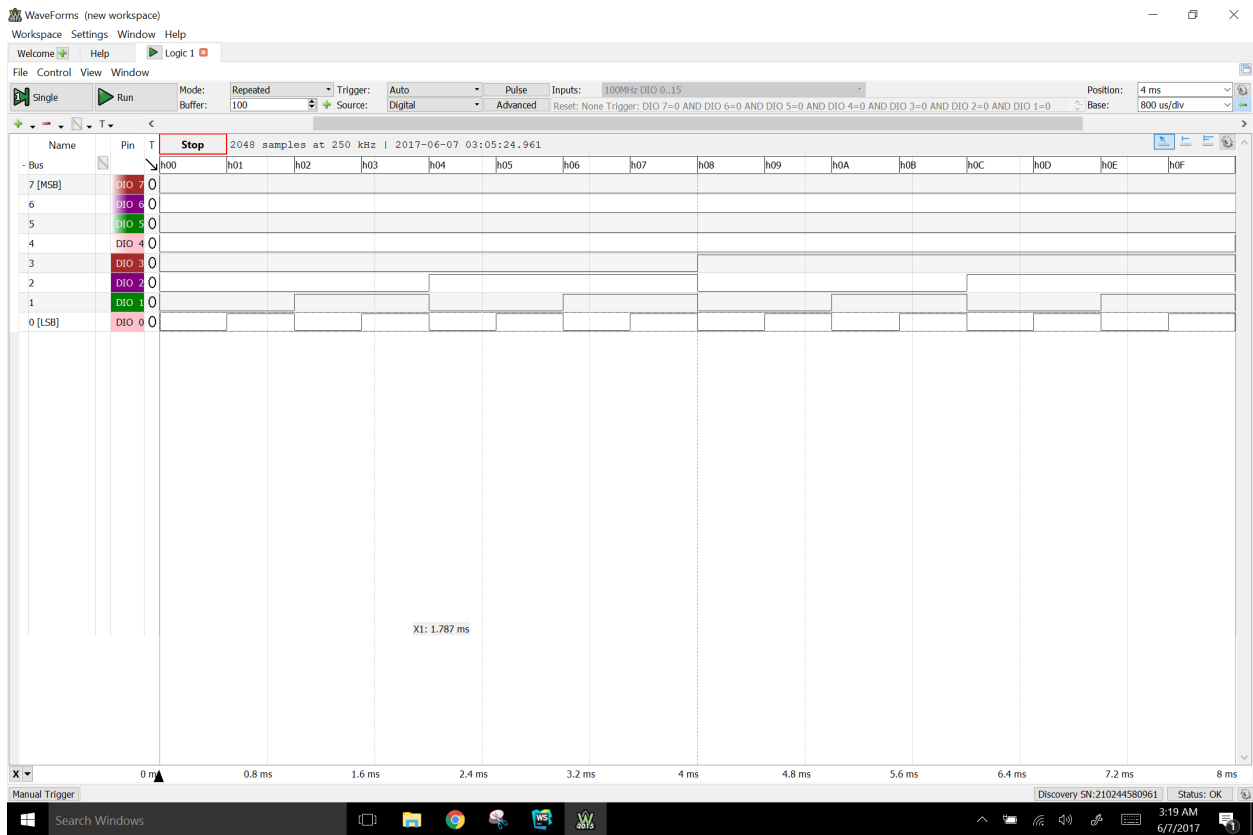 WaveForms (new workspace)
Workspace Settings Window Help
Welcome Help Logic 1
File Control View Window
Single Run Mode: Repeated Trigger: Auto Pulse Inputs: 100MHz DIO 0..15 Position: 4 ms
Buffer: 100 Source: Digital Advanced Reset: None Trigger: DIO 7=0 AND DIO 6=0 AND DIO 5=0 AND DIO 4=0 AND DIO 3=0 AND DIO 2=0 AND DIO 1=0 Base: 800 us/div
T
Name Pin T Stop 2048 samples at 250 kHz | 2017-06-07 03:05:24.961
- Bus h00 h01 h02 h03 h04 h05 h06 h07 h08 h09 h0A h0B h0C h0D h0E h0F
7 [MSB] DIO 7 0
6 DIO 6 0
5 DIO 5 0
4 DIO 4 0
3 DIO 3 0
2 DIO 2 0
1 DIO 1 0
0 [LSB] DIO 0 0
X1: 1.787 ms
X 0 ms 0.8 ms 1.6 ms 2.4 ms 3.2 ms 4 ms 4.8 ms 5.6 ms 6.4 ms 7.2 ms 8 ms
Manual Trigger Discovery SN:210244580961 Status: OK
Search Windows WS 2015 3:19 AM
6/7/2017 1